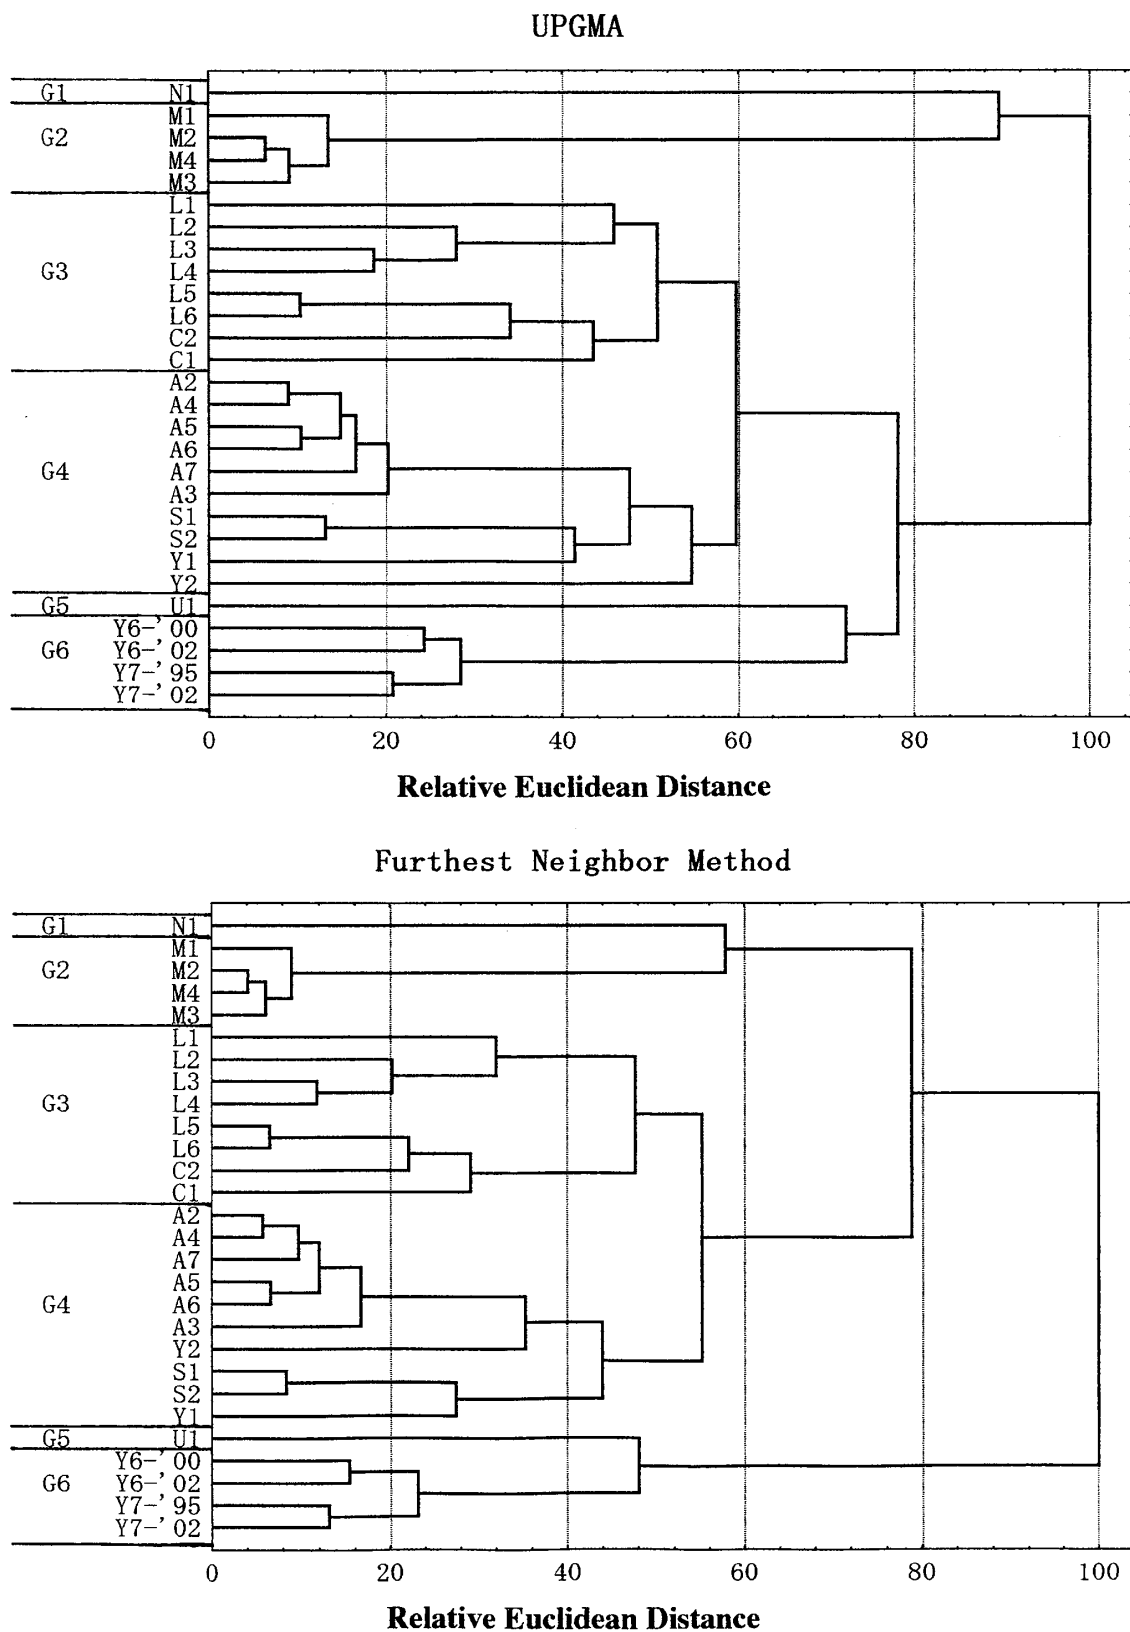 UPGMA
G1 N1
M1
G2 M2
M4
M3
L1
L2
L3
G3 L4
L5
L6
C2
C1
A2
A4
A5
A6
G4 A7
A3
S1
S2
Y1
Y2
G5 U1
Y6-'00
G6 Y6-'02
Y7-'95
Y7-'02
0 20 40 60 80 100
Relative Euclidean Distance
Furthest Neighbor Method
G1 N1
M1
G2 M2
M4
M3
L1
L2
L3
G3 L4
L5
L6
C2
C1
A2
A4
A7
A5
G4 A6
A3
Y2
S1
S2
Y1
G5 U1
Y6-'00
G6 Y6-'02
Y7-'95
Y7-'02
0 20 40 60 80 100
Relative Euclidean Distance